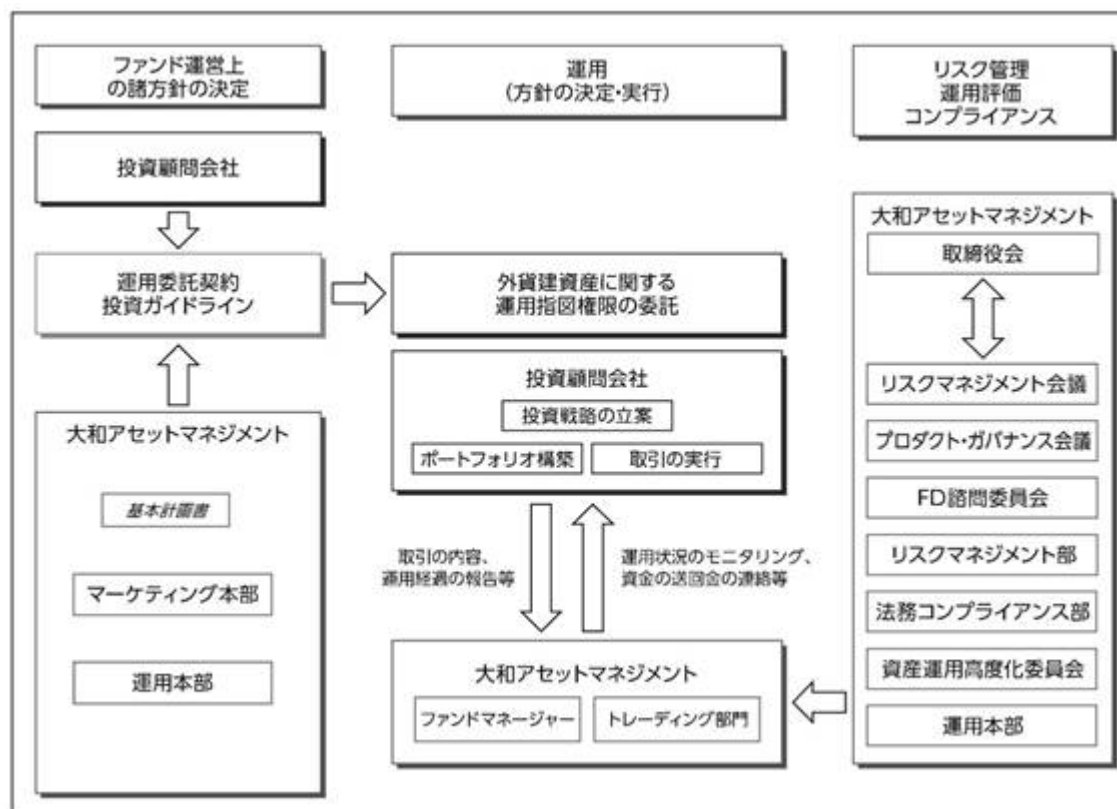 ファンド運営上
の諸方針の決定
運用
(方針の決定・実行)
リスク管理
運用評価
コンプライアンス
投資顧問会社
運用委託契約
投資ガイドライン
大和アセットマネジメント
基本計画書
マーケティング本部
運用本部
外貨建資産に関する
運用指図権限の委託
投資顧問会社
投資戦略の立案
ポートフォリオ構築
取引の実行
取引の内容、
運用経過の報告等
運用状況のモニタリング、
資金の送回金の連絡等
大和アセットマネジメント
ファンドマネージャー
トレーディング部門
大和アセットマネジメント
取締役会
リスクマネジメント会議
プロダクト・ガバナンス会議
FD諮問委員会
リスクマネジメント部
法務コンプライアンス部
資産運用高度化委員会
運用本部